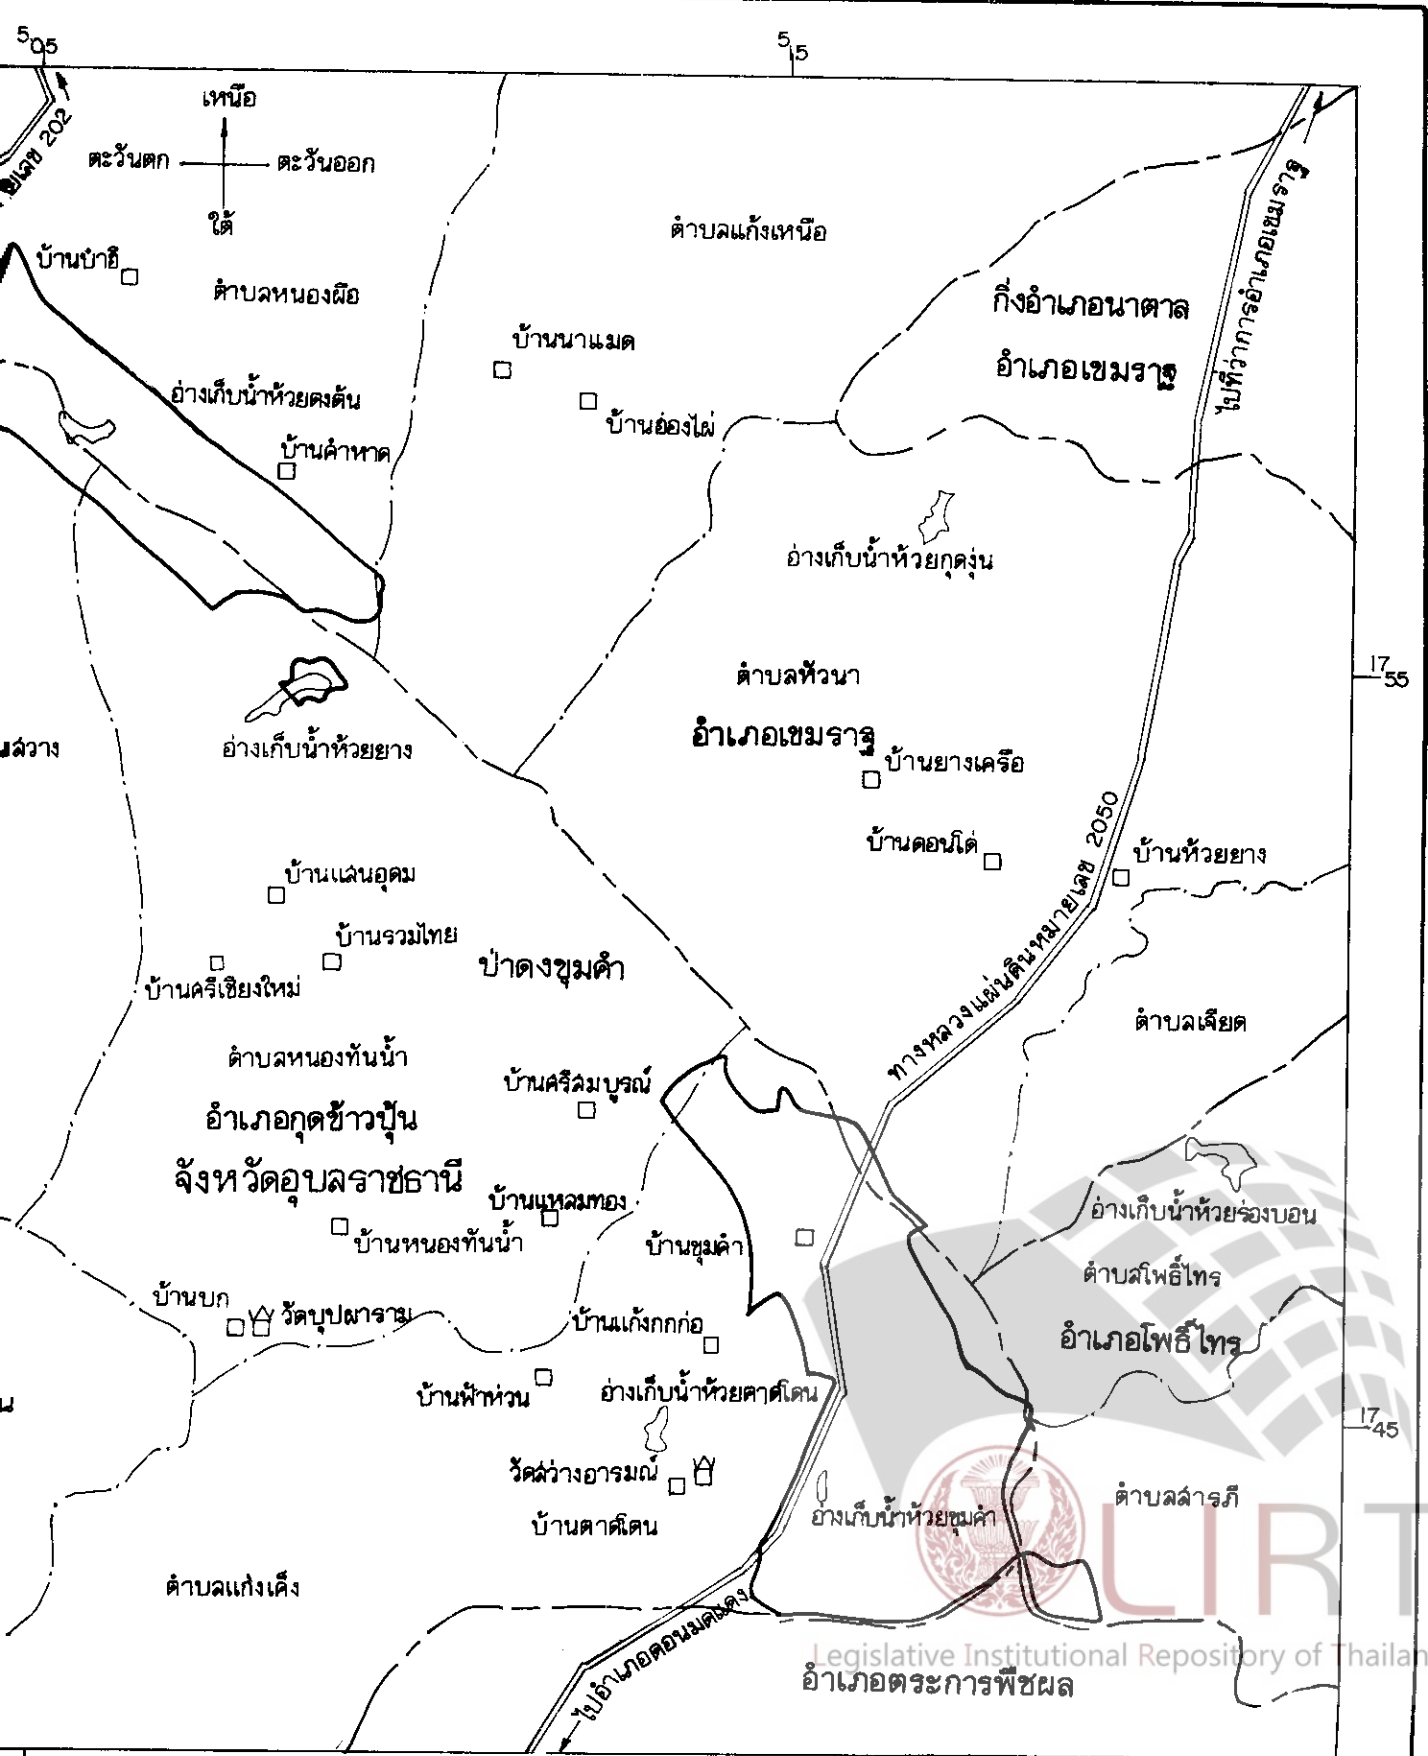 505
515
เหนือ
ตะวันตก
ตะวันออก
ใต้
ยเลข 202
บ้านบ๋าฮี
ตำบลหนองผือ
ตำบลแก้งเหนือ
กิ่งอำเภอนาตาล
อำเภอเขมราฐ
ไปที่ว่าการอำเภอเขมราฐ
บ้านนาแมด
บ้านฮ่องไผ่
อ่างเก็บน้ำห้วยดงต้น
บ้านคำหาด
อ่างเก็บน้ำห้วยกุดงุ่น
ตำบลหัวนา
อำเภอเขมราฐ
1755
นสว่าง
อ่างเก็บน้ำห้วยยาง
บ้านยางเครือ
บ้านดอนโด่
บ้านห้วยยาง
ทางหลวงแผ่นดินหมายเลข 2050
บ้านแสนอุดม
บ้านรวมไทย
บ้านศรีเชียงใหม่
ป่าดงขุมคำ
ตำบลเจียด
ตำบลหนองทันน้ำ
บ้านศรีสมบูรณ์
อำเภอกุดข้าวปุ้น
จังหวัดอุบลราชธานี
บ้านแหลมทอง
บ้านหนองทันน้ำ
บ้านขุมคำ
อ่างเก็บน้ำห้วยร่องบอน
ตำบลโพธิ์ไทร
อำเภอโพธิ์ไทร
บ้านบก
วัดบุปผาราม
บ้านแก้งกกก่อ
บ้านฟ้าห่วน
อ่างเก็บน้ำห้วยตาดโตน
น
1745
วัดสว่างอารมณ์
บ้านตาดโตน
อ่างเก็บน้ำห้วยขุมคำ
ตำบลสารภี
ตำบลแก่งเค็ง
ไปอำเภอดอนมดแดง
อำเภอตระการพืชผล
LIRT
Legislative Institutional Repository of Thailan